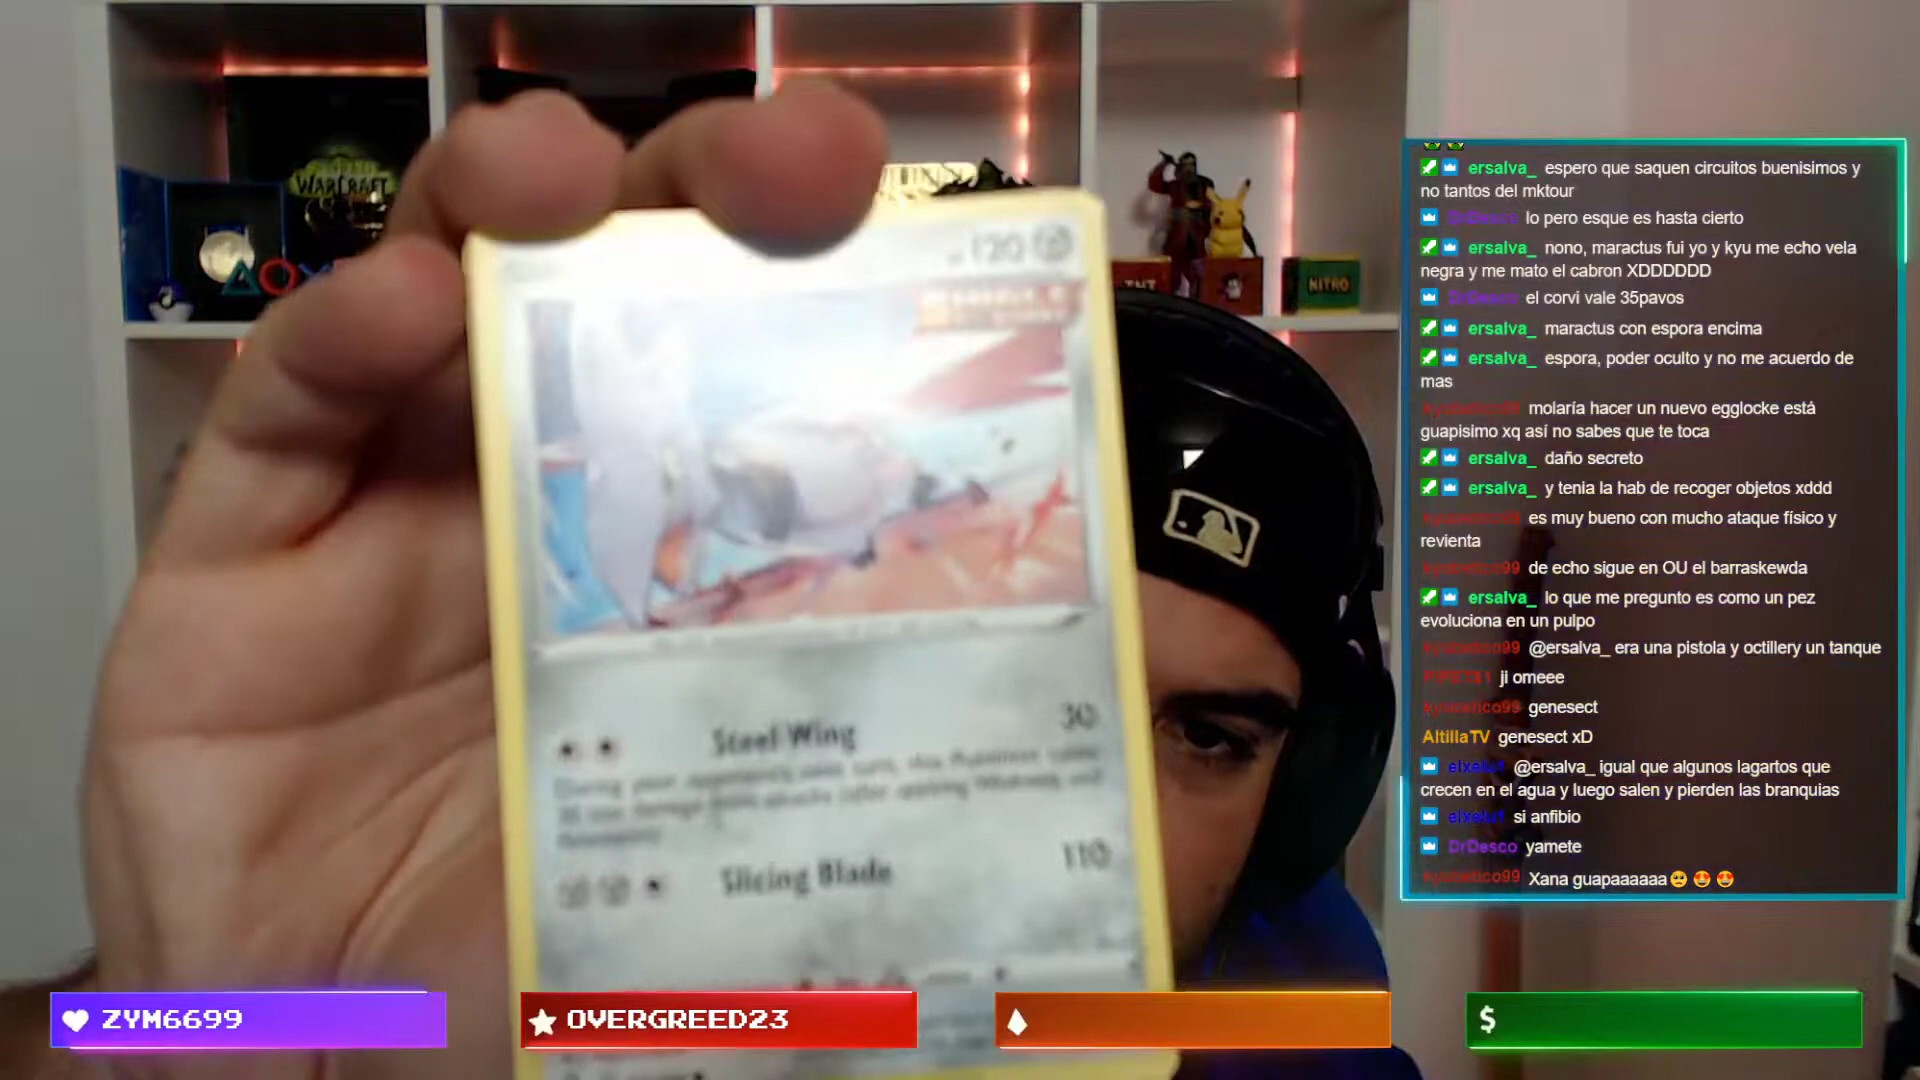 WARCRAFT
120
TNT
NITRO
Steel Wing
30
Slicing Blade
110
ersalva_ espero que saquen circuitos buenisimos y
no tantos del mktour
DrDesco lo pero esque es hasta cierto
ersalva_ nono, maractus fui yo y kyu me echo vela
negra y me mato el cabron XDDDDDD
DrDesco el corvi vale 35pavos
ersalva_ maractus con espora encima
ersalva_ espora, poder oculto y no me acuerdo de
mas
molaría hacer un nuevo egglocke está
guapisimo xq así no sabes que te toca
ersalva_ daño secreto
ersalva_ y tenia la hab de recoger objetos xddd
es muy bueno con mucho ataque físico y
revienta
de echo sigue en OU el barraskewda
ersalva_ lo que me pregunto es como un pez
evoluciona en un pulpo
@ersalva_ era una pistola y octillery un tanque
ji omeee
genesect
AltillaTV genesect xD
@ersalva_ igual que algunos lagartos que
crecen en el agua y luego salen y pierden las branquias
si anfibio
DrDesco yamete
Xana guapaaaaaa🥺 🤩 🤩
ZYM6699
OVERGREED23
$